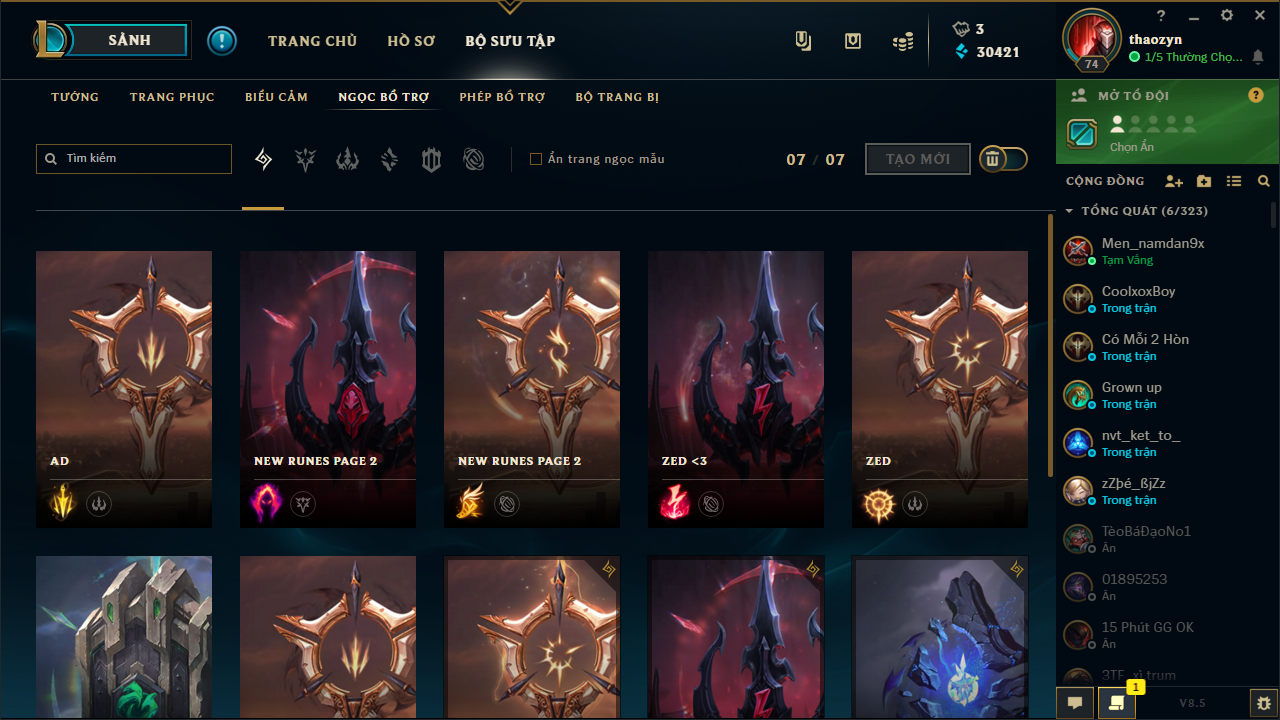 SẢNH
TRANG CHỦ
HỒ SƠ
BỘ SƯU TẬP
3
30421
74
?
thaozyn
1/5 Thường Chọ...
TƯỚNG
TRANG PHỤC
BIỂU CẢM
NGỌC BỔ TRỢ
PHÉP BỔ TRỢ
BỘ TRANG BỊ
MỞ TỔ ĐỘI
?
Chọn Ẩn
Tìm kiếm
Ẩn trang ngọc mẫu
07 / 07
TẠO MỚI
CỘNG ĐỒNG
TỔNG QUÁT (6/323)
Men_namdan9x
Tạm Vắng
CoolxoxBoy
Trong trận
Có Mỗi 2 Hòn
Trong trận
Grown up
Trong trận
nvt_ket_to_
Trong trận
zZþé_ßjZz
Trong trận
TèoBáĐạoNo1
Ẩn
01895253
Ẩn
15 Phút GG OK
Ẩn
3TF_xì trum
AD
NEW RUNES PAGE 2
NEW RUNES PAGE 2
ZED <3
ZED
1
V8.5